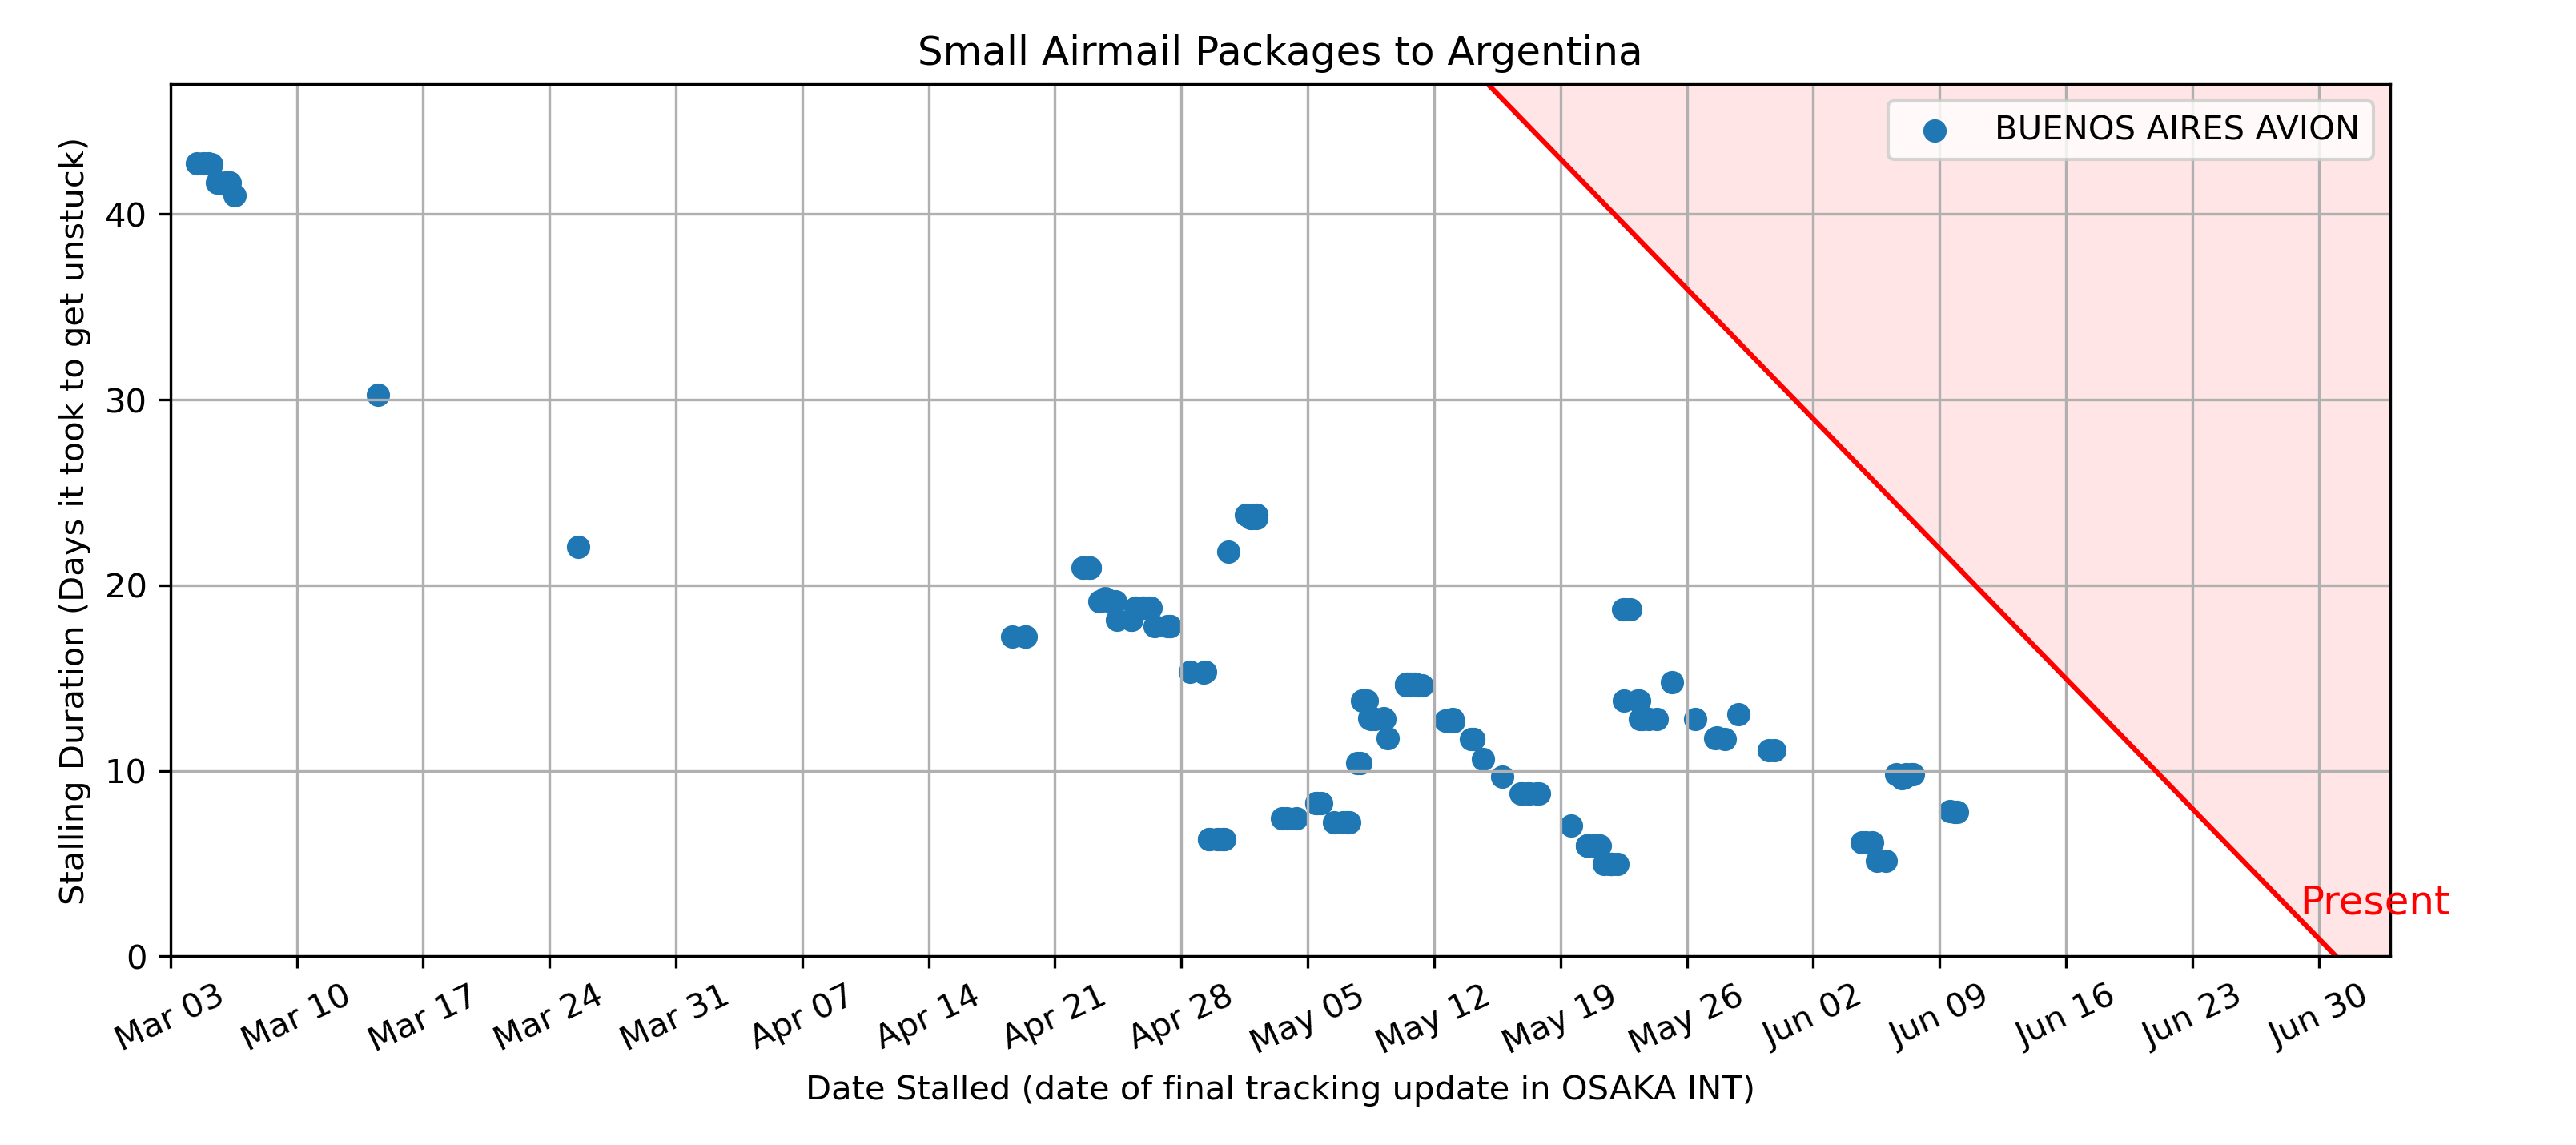 Small Airmail Packages to Argentina
BUENOS AIRES AVION
Stalling Duration (Days it took to get unstuck)
40
30
20
10
0
Present
Mar 03
Mar 10
Mar 17
Mar 24
Mar 31
Apr 07
Apr 14
Apr 21
Apr 28
May 05
May 12
May 19
May 26
Jun 02
Jun 09
Jun 16
Jun 23
Jun 30
Date Stalled (date of final tracking update in OSAKA INT)